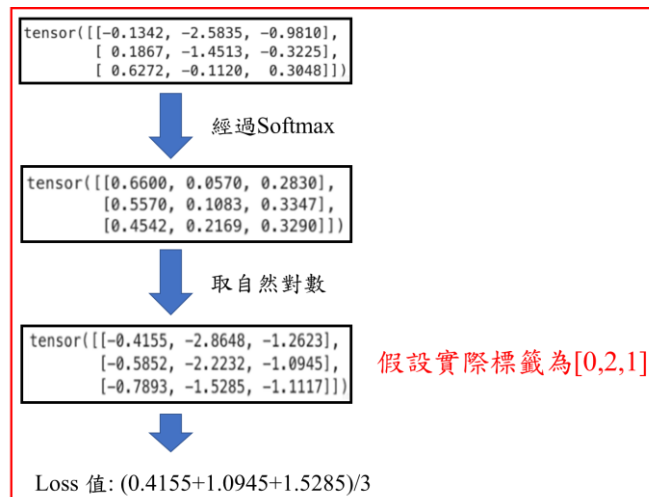 tensor([[-0.1342, -2.5835, -0.9810],
[ 0.1867, -1.4513, -0.3225],
[ 0.6272, -0.1120, 0.3048]])
經過Softmax
tensor([[0.6600, 0.0570, 0.2830],
[0.5570, 0.1083, 0.3347],
[0.4542, 0.2169, 0.3290]])
取自然對數
tensor([[-0.4155, -2.8648, -1.2623],
[-0.5852, -2.2232, -1.0945],
[-0.7893, -1.5285, -1.1117]])
假設實際標籤為[0,2,1]
Loss 值: (0.4155+1.0945+1.5285)/3